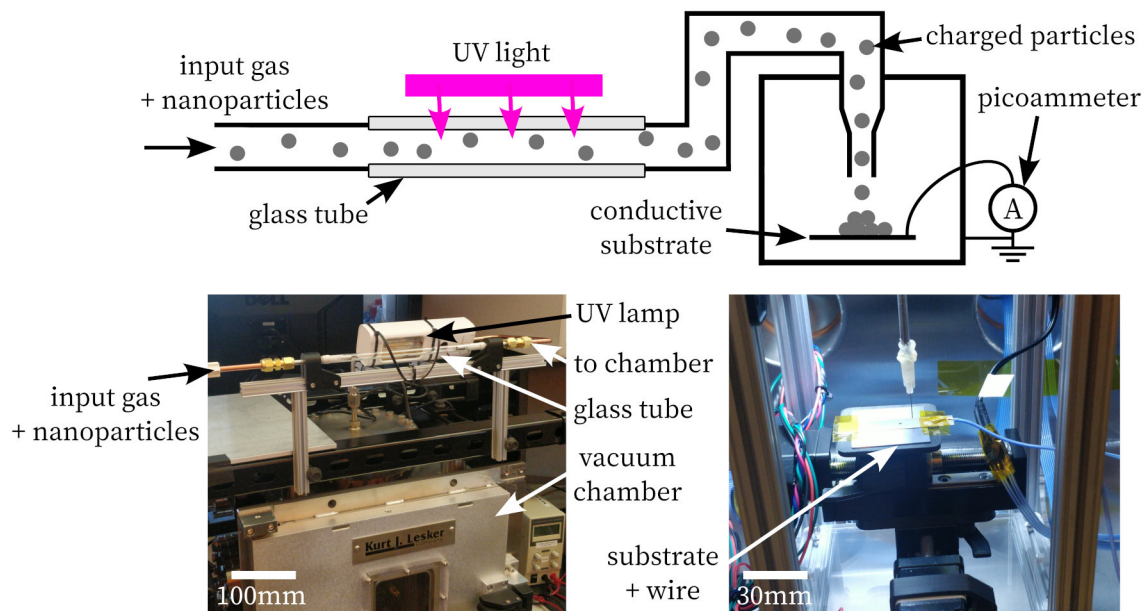 input gas
+ nanoparticles
UV light
charged particles
picoammeter
A
glass tube
conductive
substrate
UV lamp
to chamber
glass tube
input gas
+ nanoparticles
vacuum
chamber
DELL
Kurt J. Lesker
100mm
substrate
+ wire
30mm